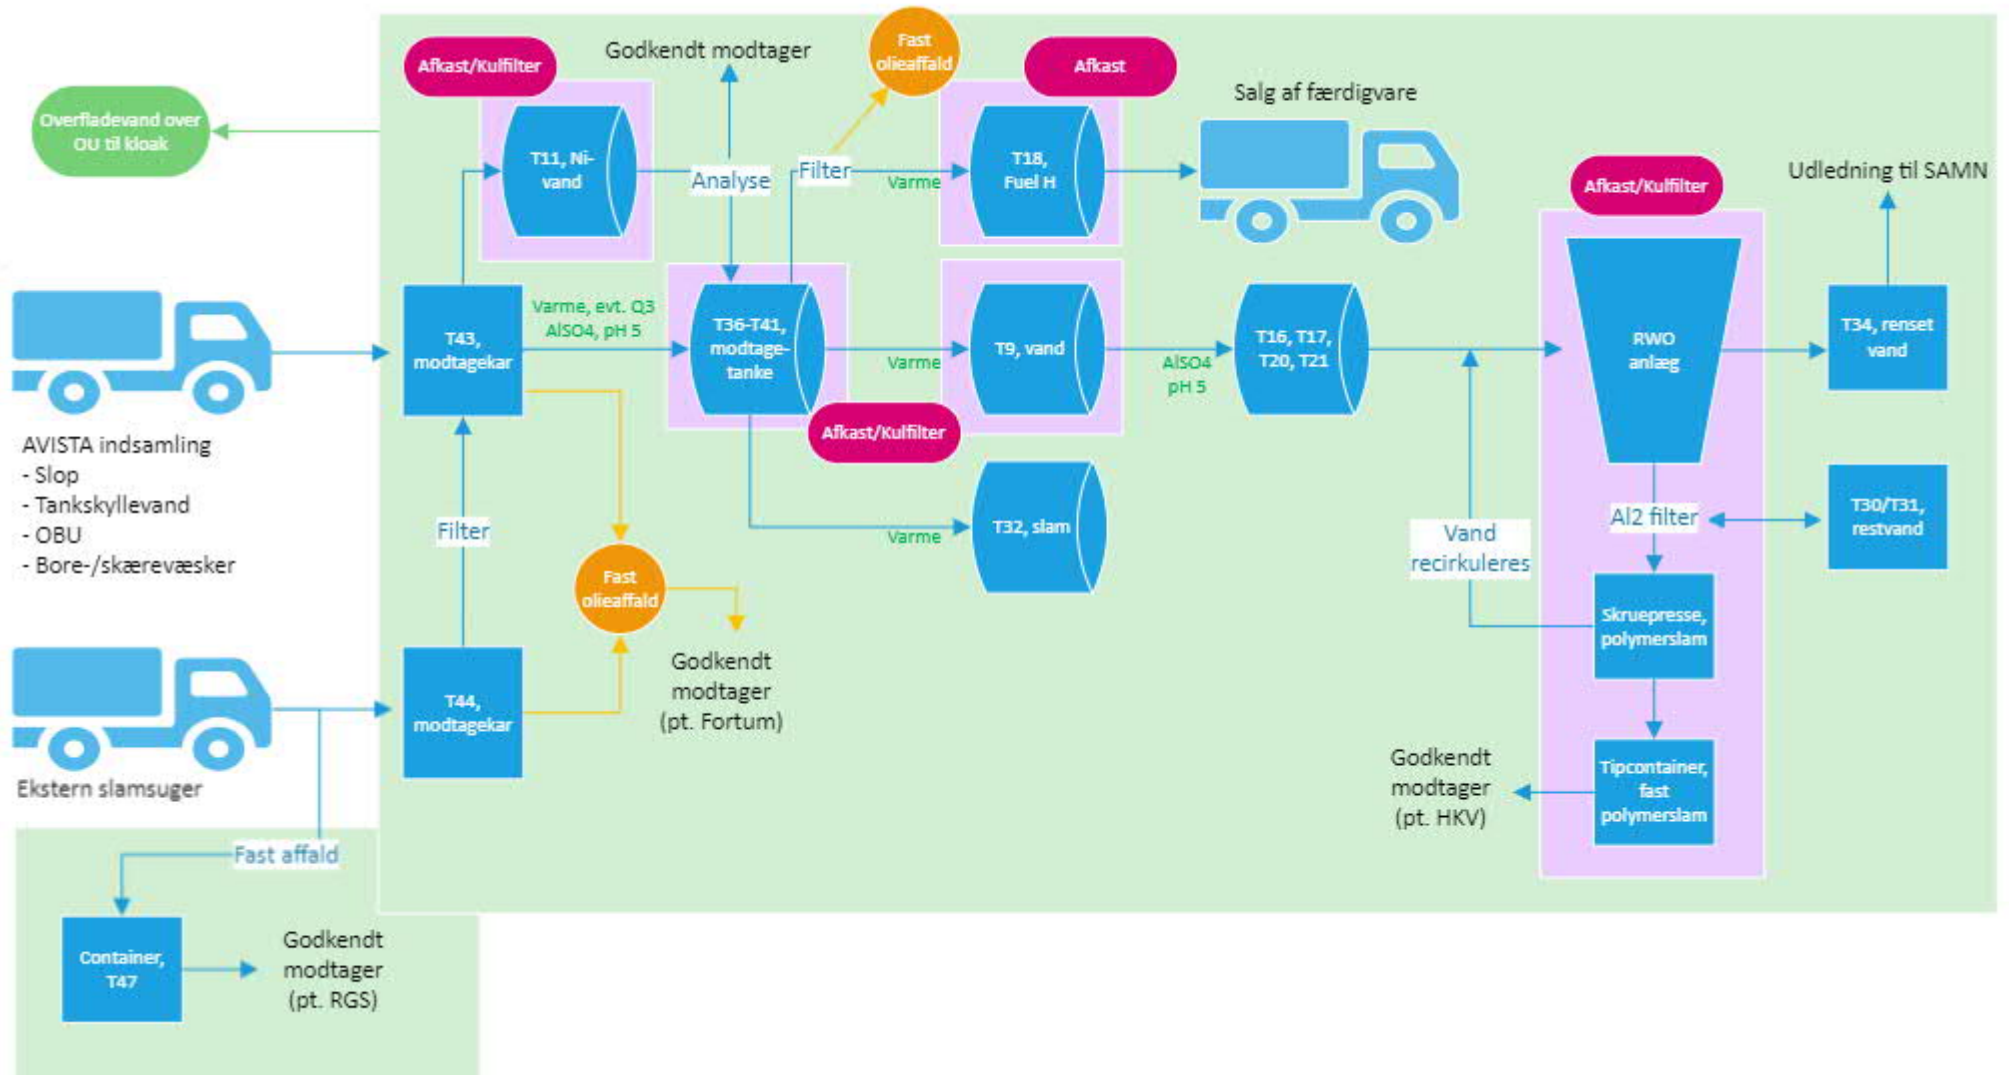 Fast
olieaffald
Godkendt modtager
Afkast/Kulfilter
Afkast
Salg af færdigvare
Overfladevand over
OU til kloak
T11, Ni-
vand
Analyse
Filter
Varme
T18,
Fuel H
Afkast/Kulfilter
Udledning til SAMN
T43,
modtagekar
Varme, evt. Q3
AlSO4, pH 5
T36-T41,
modtage-
tanke
Varme
T9, vand
AlSO4
pH 5
T16, T17,
T20, T21
RWO
anlæg
T34, renset
vand
Afkast/Kulfilter
AVISTA indsamling
- Slop
- Tankskyllevand
- OBU
- Bore-/skærevæsker
Filter
Varme
T32, slam
Vand
recirkuleres
Al2 filter
T30/T31,
restvand
Fast
olieaffald
Skruepresse,
polymerslam
Godkendt
modtager
(pt. Fortum)
T44,
modtagekar
Ekstern slamsuger
Godkendt
modtager
(pt. HKV)
Tipcontainer,
fast
polymerslam
Fast affald
Container,
T47
Godkendt
modtager
(pt. RGS)